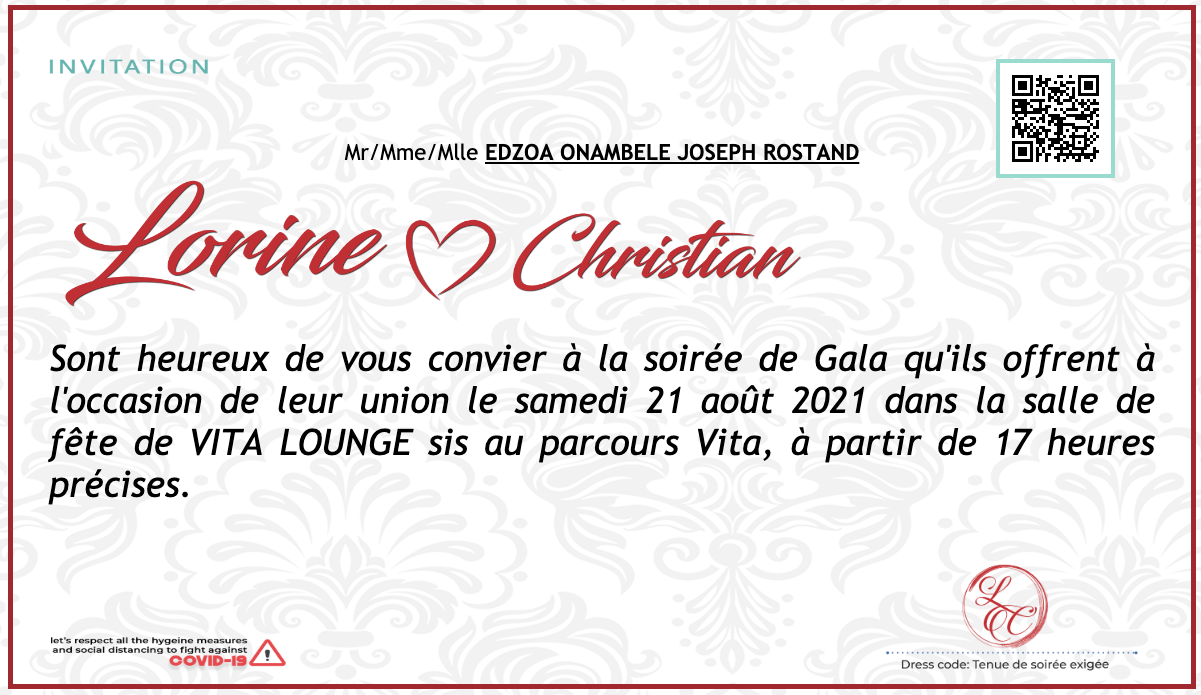 INVITATION
Mr/Mme/Mlle EDZOA ONAMBELE JOSEPH ROSTAND
Lorine Christian
Sont heureux de vous convier à la soirée de Gala qu'ils offrent à
l'occasion de leur union le samedi 21 août 2021 dans la salle de
fête de VITA LOUNGE sis au parcours Vita, à partir de 17 heures
précises.
LC
let's respect all the hygeine measures
and social distancing to fight against
COVID-19
Dress code: Tenue de soirée exigée